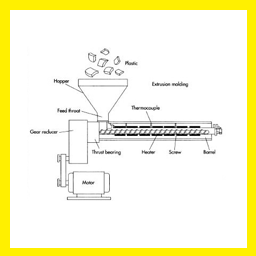 Plastic
Hopper
Extrusion molding
Feed throat
Thermocouple
Gear reducer
Thrust bearing
Heater
Screw
Barrel
Motor